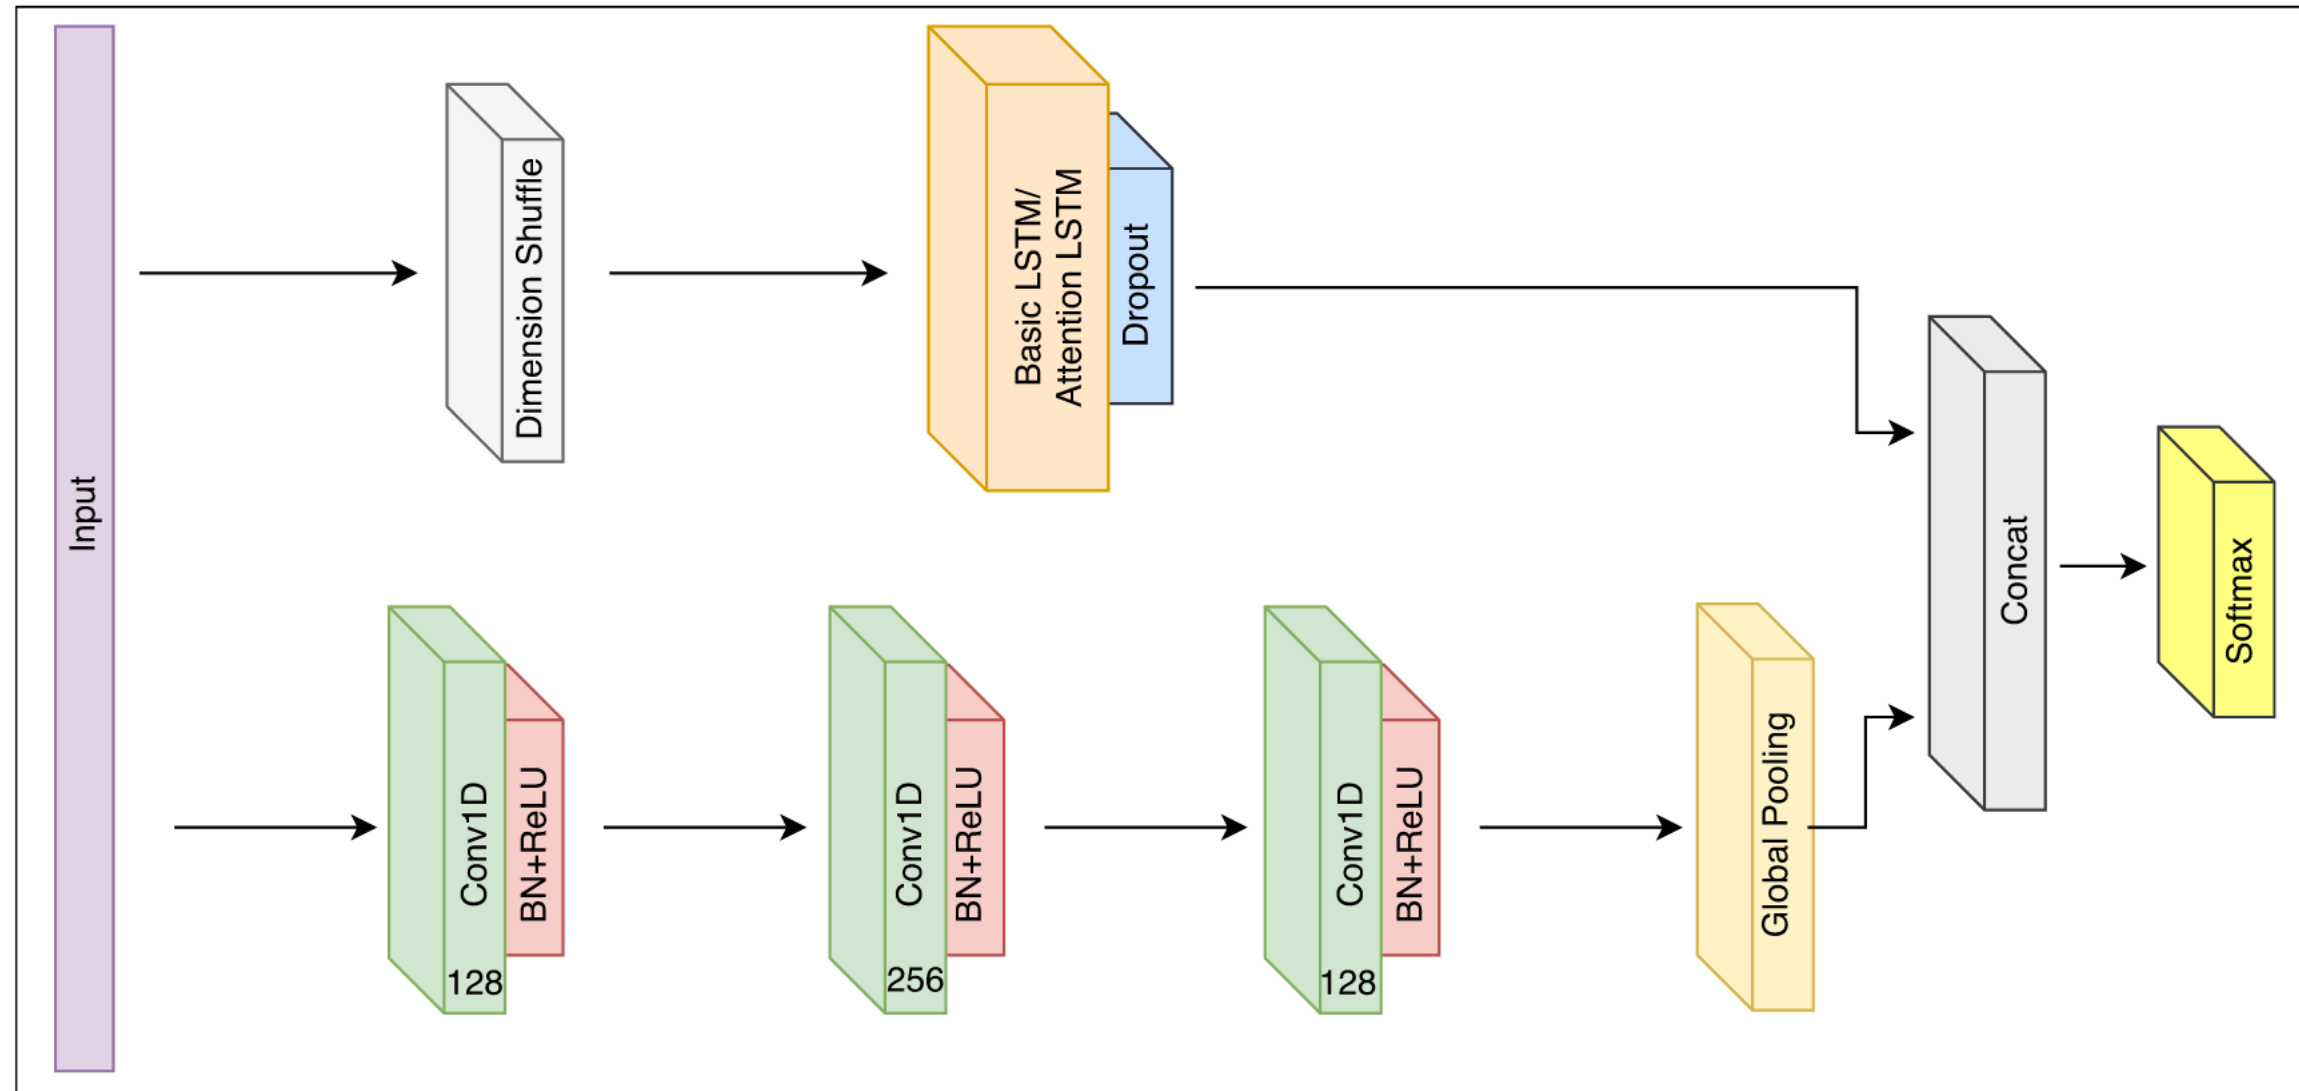 Input
Dimension Shuffle
Basic LSTM/
Attention LSTM
Dropout
Conv1D
128
BN+ReLU
Conv1D
256
BN+ReLU
Conv1D
128
BN+ReLU
Global Pooling
Concat
Softmax